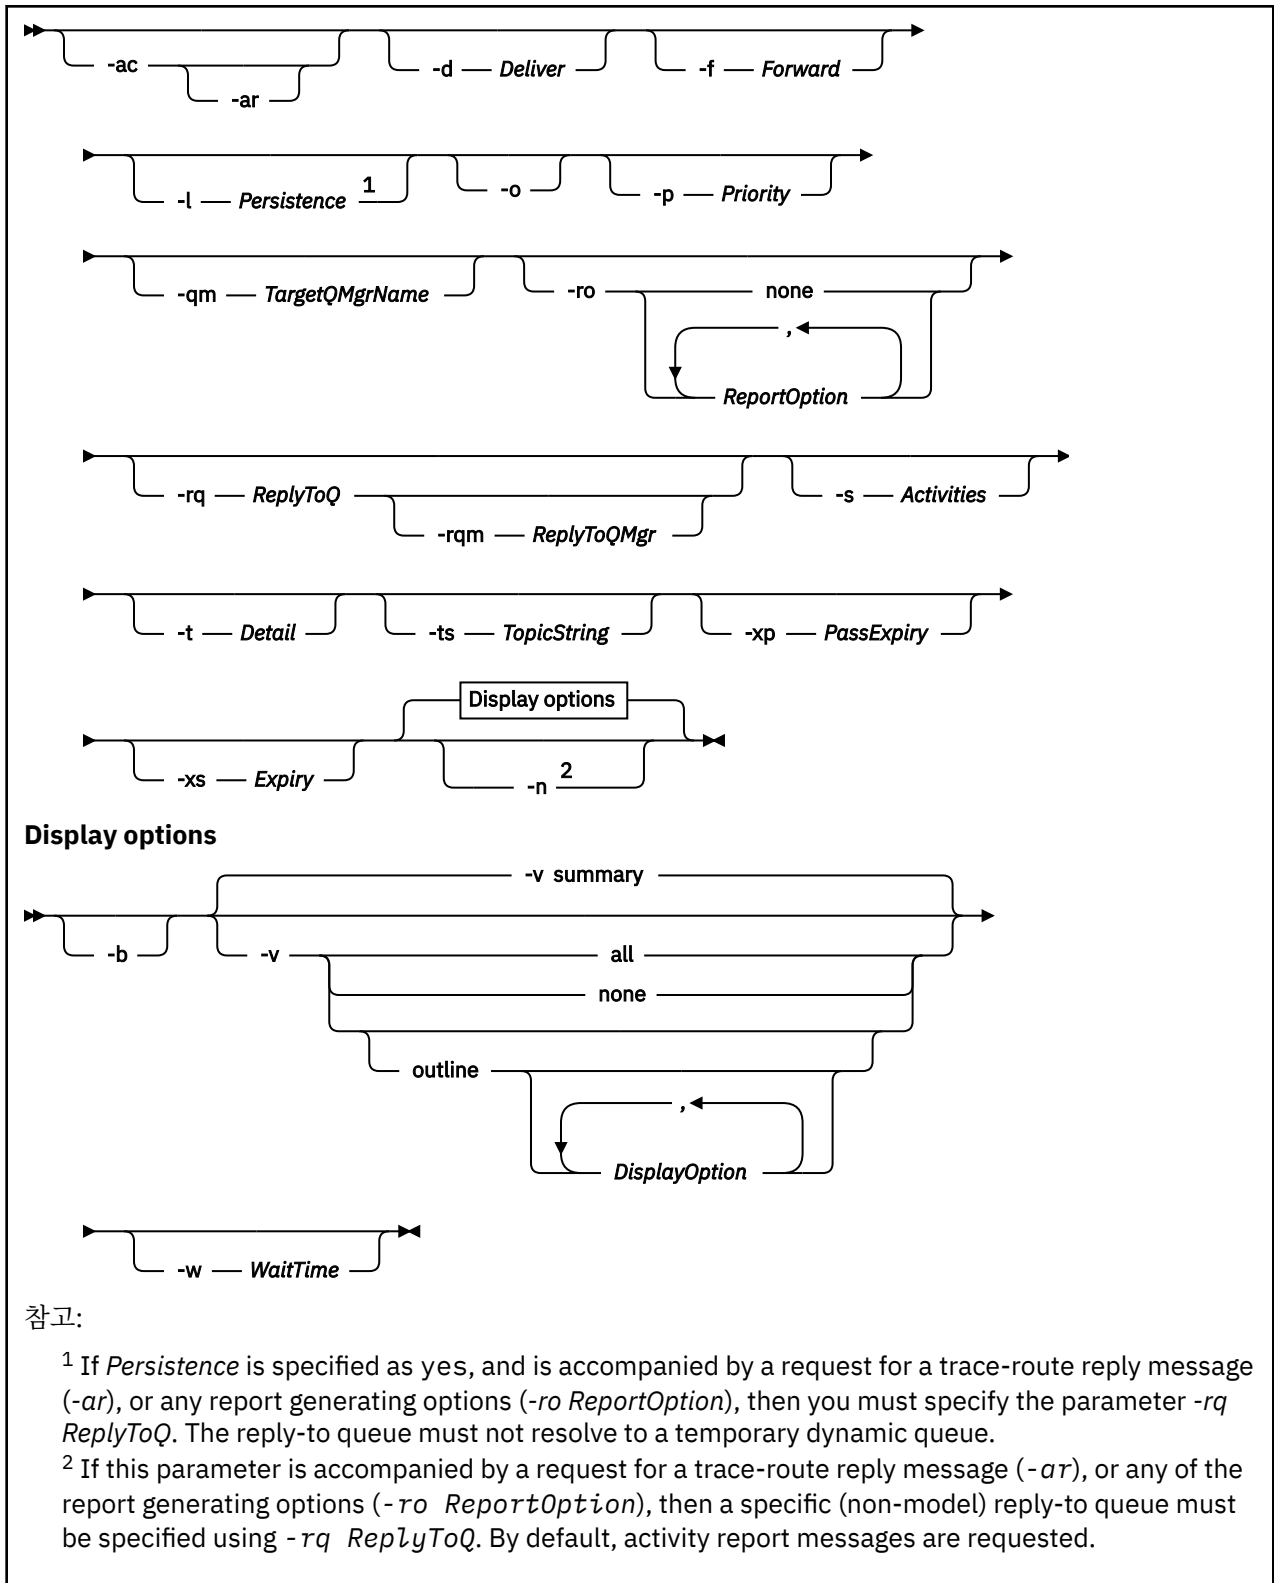 -ac -d Deliver -f Forward
-ar
-l Persistence 1 -o -p Priority
-qm TargetQMgrName -ro none
,
ReportOption
-rq ReplyToQ -s Activities
-rqm ReplyToQMgr
-t Detail -ts TopicString -xp PassExpiry
Display options
-xs Expiry -n 2
Display options
-v summary
-b -v all
none
outline
,
DisplayOption
-w WaitTime
참고:
1 If Persistence is specified as yes, and is accompanied by a request for a trace-route reply message
(-ar), or any report generating options (-ro ReportOption), then you must specify the parameter -rq
ReplyToQ. The reply-to queue must not resolve to a temporary dynamic queue.
2 If this parameter is accompanied by a request for a trace-route reply message (-ar), or any of the
report generating options (-ro ReportOption), then a specific (non-model) reply-to queue must
be specified using -rq ReplyToQ. By default, activity report messages are requested.